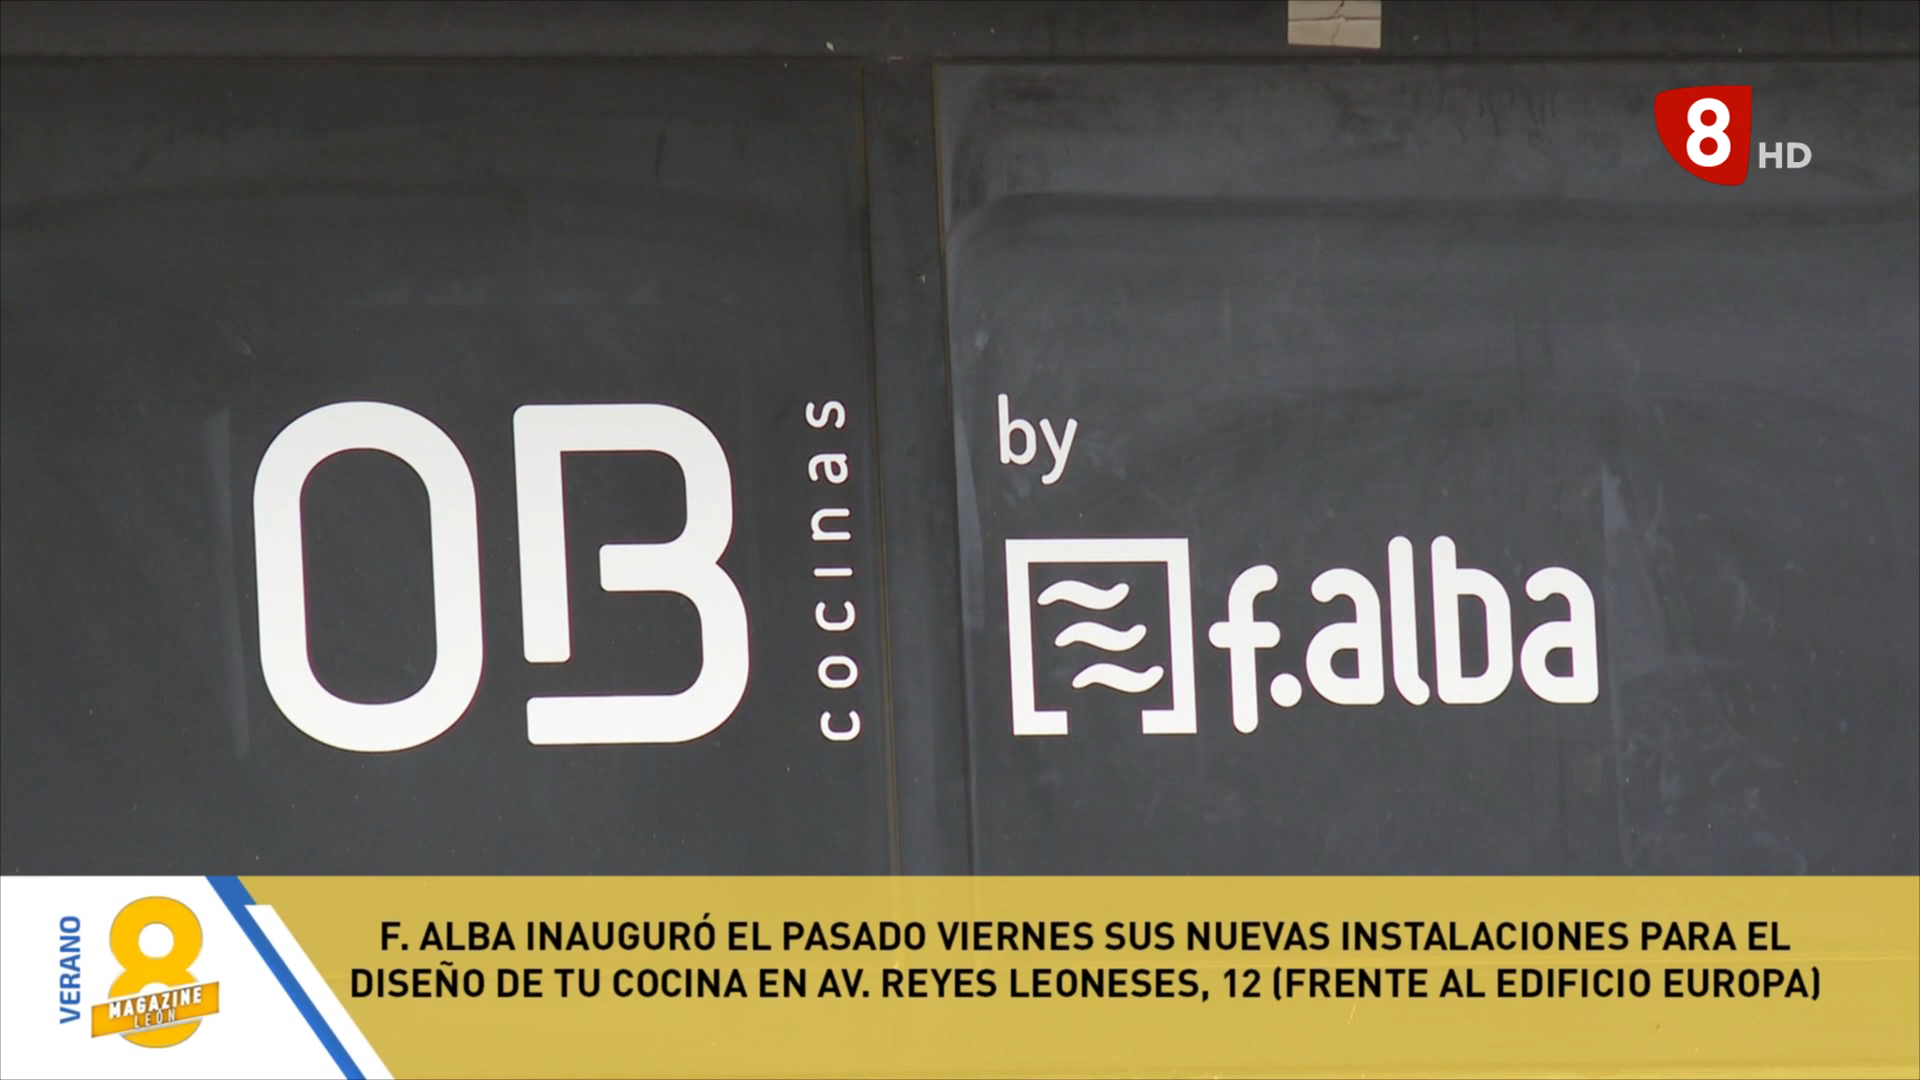 8 HD
OB
cocinas
by
f.alba
VERANO
8
MAGAZINE
LEÓN
F. ALBA INAUGURÓ EL PASADO VIERNES SUS NUEVAS INSTALACIONES PARA EL
DISEÑO DE TU COCINA EN AV. REYES LEONESES, 12 (FRENTE AL EDIFICIO EUROPA)